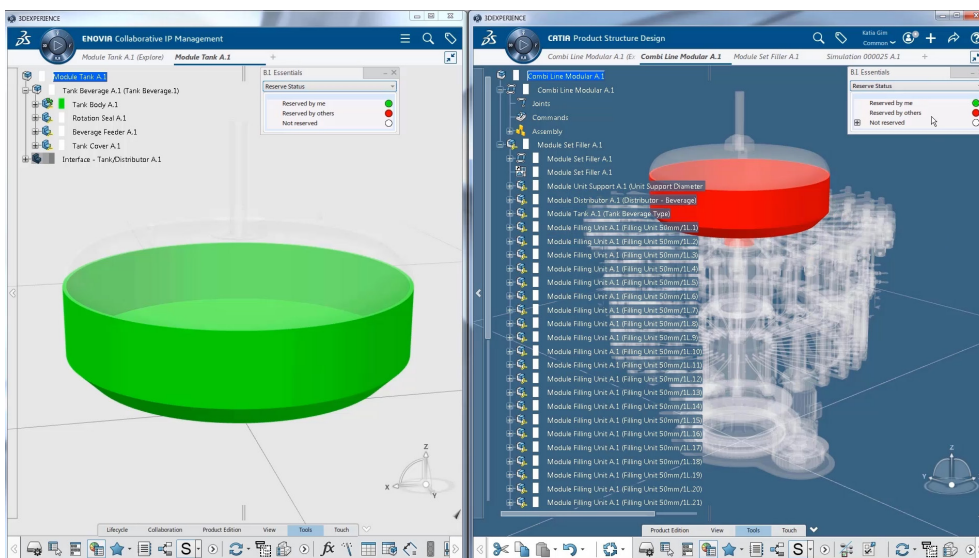 3DEXPERIENCE
ENOVIA Collaborative IP Management
Module Tank A.1 (Explore)
Module Tank A.1
+
Module Tank A.1
Tank Beverage A.1 (Tank Beverage.1)
Tank Body A.1
Rotation Seal A.1
Beverage Feeder A.1
Tank Cover A.1
Interface - Tank/Distributor A.1
B.I Essentials
Reserve Status
Reserved by me
Reserved by others
Not reserved
Z
X
Y
Lifecycle
Collaboration
Product Edition
View
Tools
Touch
3DEXPERIENCE
CATIA Product Structure Design
Katia Gim
Common
Combi Line Modular A.1 (E
Combi Line Modular A.1
Module Set Filler A.1
Simulation 000025 A.1
+
Combi Line Modular A.1
Combi Line Modular A.1
Joints
Commands
Assembly
Module Set Filler A.1
Module Set Filler A.1
Module Set Filler A.1
Module Unit Support A.1 (Unit Support Diameter
Module Distributor A.1 (Distributor - Beverage)
Module Tank A.1 (Tank Beverage Type)
Module Filling Unit A.1 (Filling Unit 50mm/1L.1)
Module Filling Unit A.1 (Filling Unit 50mm/1L.2)
Module Filling Unit A.1 (Filling Unit 50mm/1L.3)
Module Filling Unit A.1 (Filling Unit 50mm/1L.4)
Module Filling Unit A.1 (Filling Unit 50mm/1L.5)
Module Filling Unit A.1 (Filling Unit 50mm/1L.6)
Module Filling Unit A.1 (Filling Unit 50mm/1L.7)
Module Filling Unit A.1 (Filling Unit 50mm/1L.8)
Module Filling Unit A.1 (Filling Unit 50mm/1L.9)
Module Filling Unit A.1 (Filling Unit 50mm/1L.10)
Module Filling Unit A.1 (Filling Unit 50mm/1L.11)
Module Filling Unit A.1 (Filling Unit 50mm/1L.12)
Module Filling Unit A.1 (Filling Unit 50mm/1L.13)
Module Filling Unit A.1 (Filling Unit 50mm/1L.14)
Module Filling Unit A.1 (Filling Unit 50mm/1L.15)
Module Filling Unit A.1 (Filling Unit 50mm/1L.16)
Module Filling Unit A.1 (Filling Unit 50mm/1L.17)
Module Filling Unit A.1 (Filling Unit 50mm/1L.18)
Module Filling Unit A.1 (Filling Unit 50mm/1L.19)
Module Filling Unit A.1 (Filling Unit 50mm/1L.20)
Module Filling Unit A.1 (Filling Unit 50mm/1L.21)
B.I Essentials
Reserve Status
Reserved by me
Reserved by others
Not reserved
Z
Y
Product Edition
View
Tools
Touch